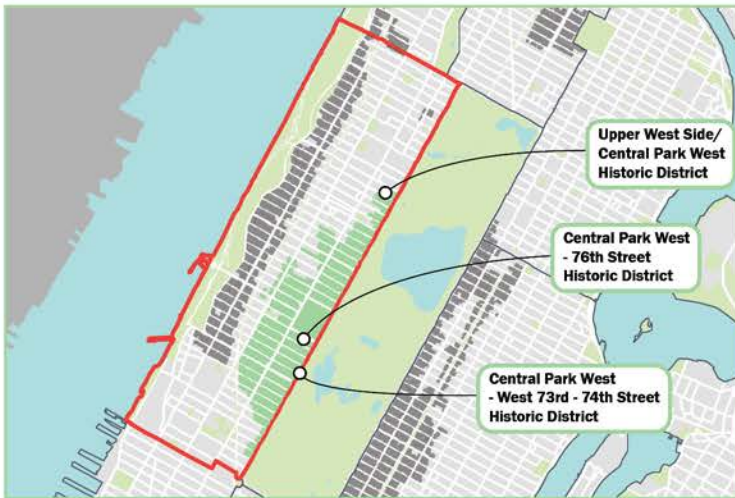 Upper West Side/
Central Park West
Historic District
Central Park West
- 76th Street
Historic District
Central Park West
- West 73rd - 74th Street
Historic District